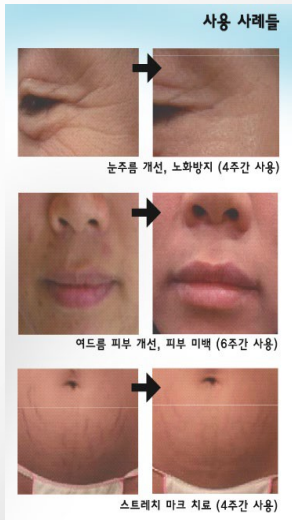 사용 사례들
눈주름 개선, 노화방지 (4주간 사용)
여드름 피부 개선, 피부 미백 (6주간 사용)
스트레치 마크 치료 (4주간 사용)